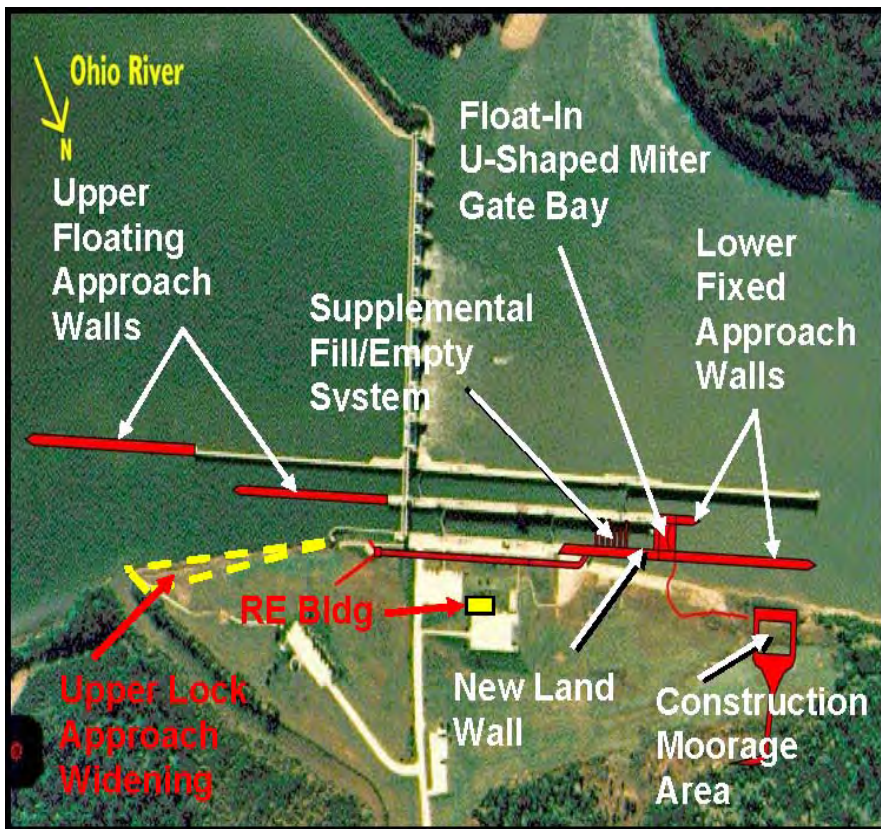 Ohio River
N
Upper
Floating
Approach
Walls
Float-In
U-Shaped Miter
Gate Bay
Supplemental
Fill/Empty
System
Lower
Fixed
Approach
Walls
RE Bldg
Upper Lock
Approach
Widening
New Land
Wall
Construction
Moorage
Area